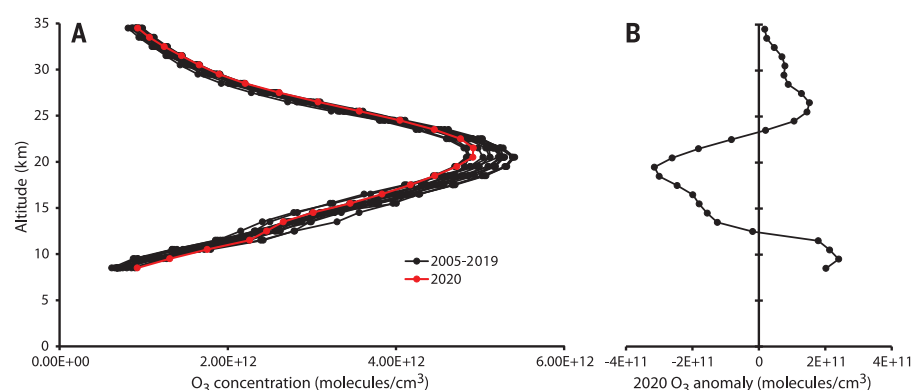 A
B
35
30
25
20
15
10
5
0
Altitude (km)
2005-2019
2020
0.00E+00 2.00E+12 4.00E+12 6.00E+12
O₃ concentration (molecules/cm³)
-4E+11 -2E+11 0 2E+11 4E+11
2020 O₃ anomaly (molecules/cm³)